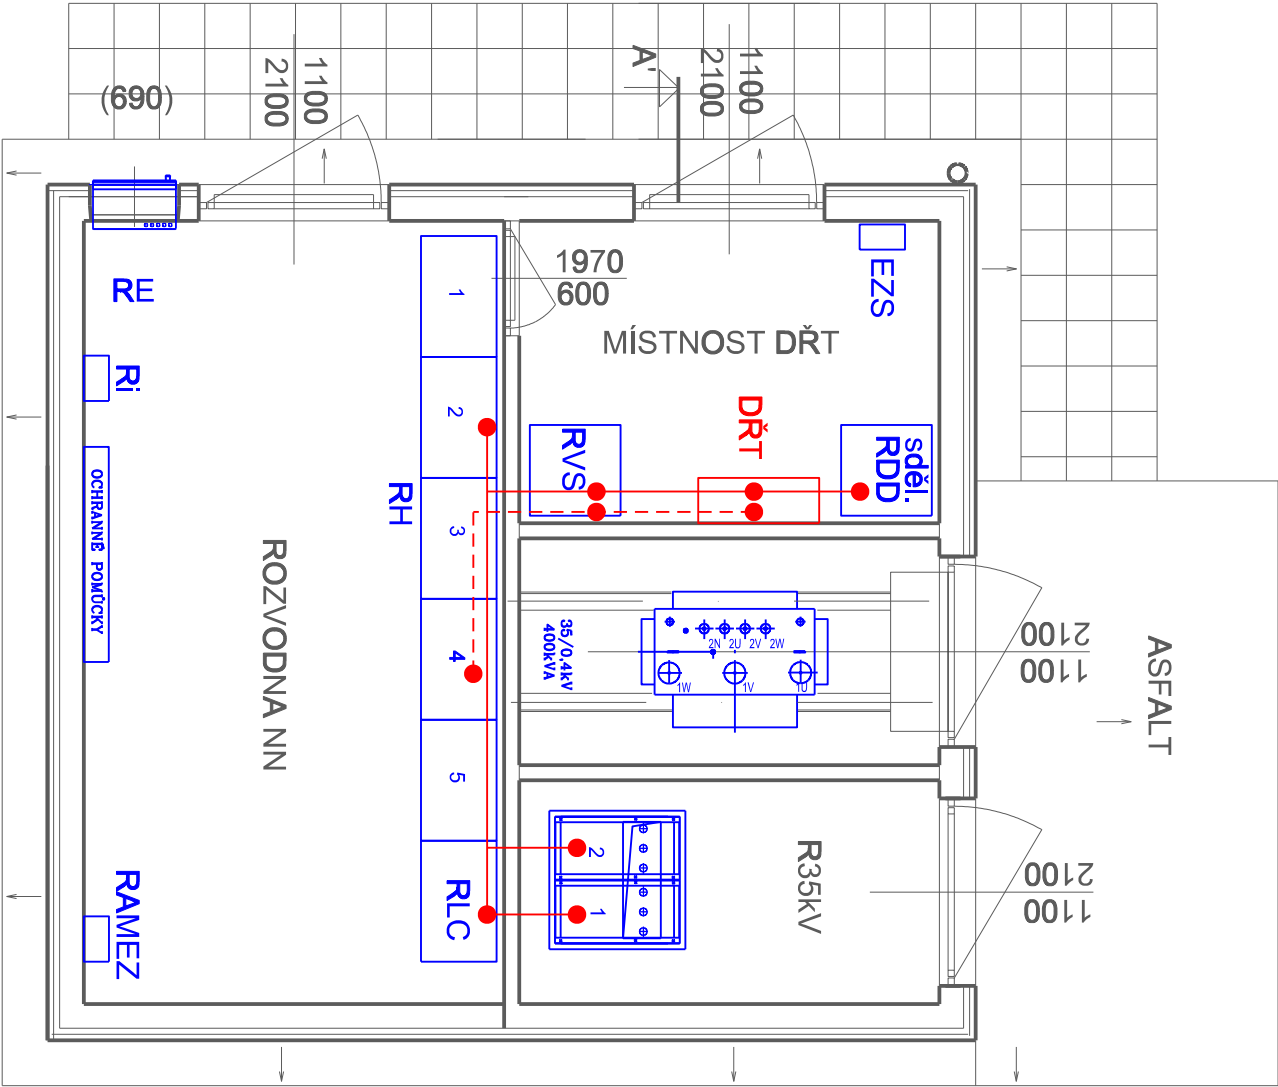 (690)
1100
2100
A'
1100
2100
RE
Ri
OCHRANNÉ POMŮCKY
RAMEZ
ROZVODNA NN
RH
1
2
3
4
5
RLC
1970
600
MÍSTNOST DŘT
EZS
RVS
DŘT
sděl.
RDD
35/0,4kV
400kVA
2N
2U
2V
2W
1W
1V
1U
2100
1100
ASFALT
2
1
R35kV
2100
1100